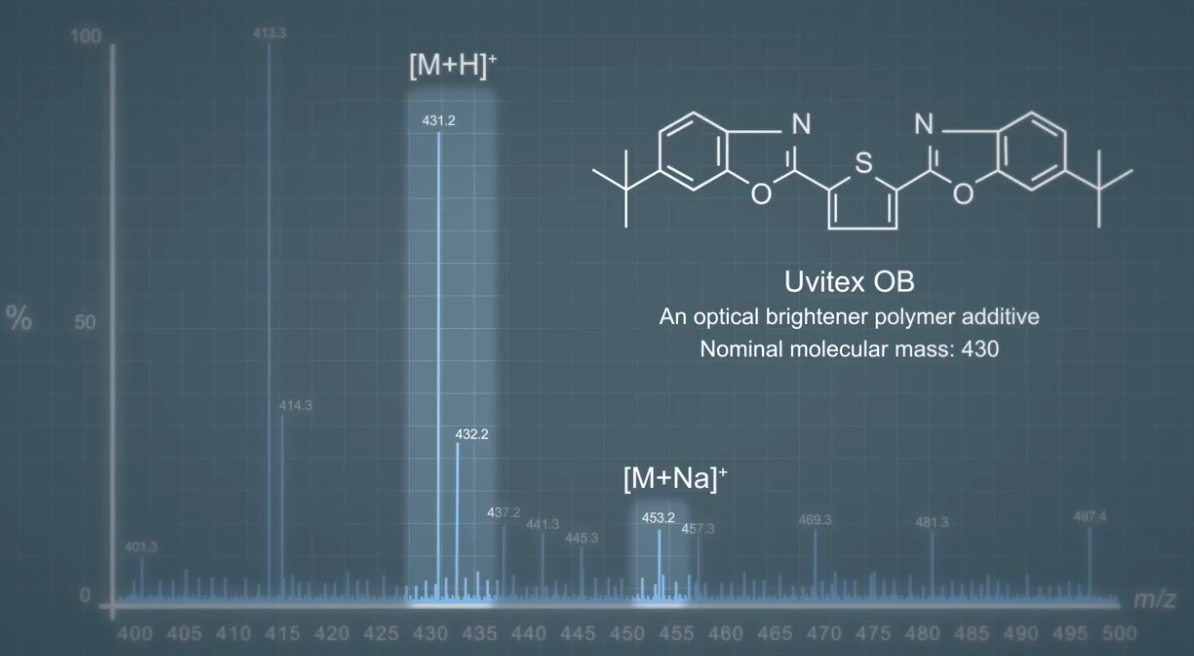 100
413.3
[M+H]⁺
431.2
N
N
S
O
O
Uvitex OB
An optical brightener polymer additive
Nominal molecular mass: 430
%
50
414.3
432.2
[M+Na]⁺
437.2
441.3
445.3
453.2
457.3
469.3
481.3
497.4
401.3
0
m/z
400 405 410 415 420 425 430 435 440 445 450 455 460 465 470 475 480 485 490 495 500